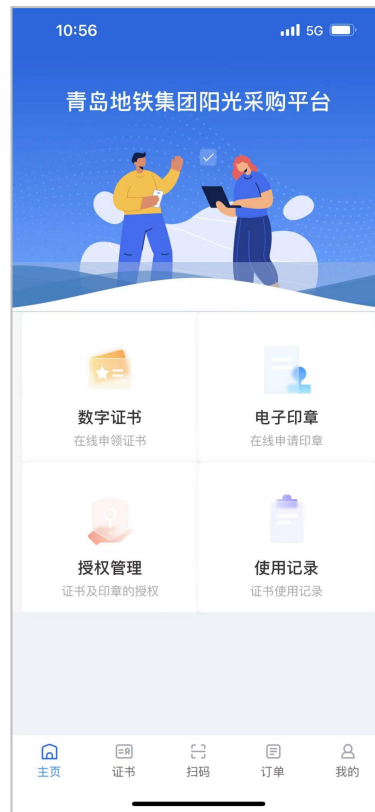 10:56
5G
青岛地铁集团阳光采购平台
数字证书
电子印章
在线申领证书
在线申请印章
授权管理
使用记录
证书及印章的授权
证书使用记录
主页
证书
扫码
订单
我的